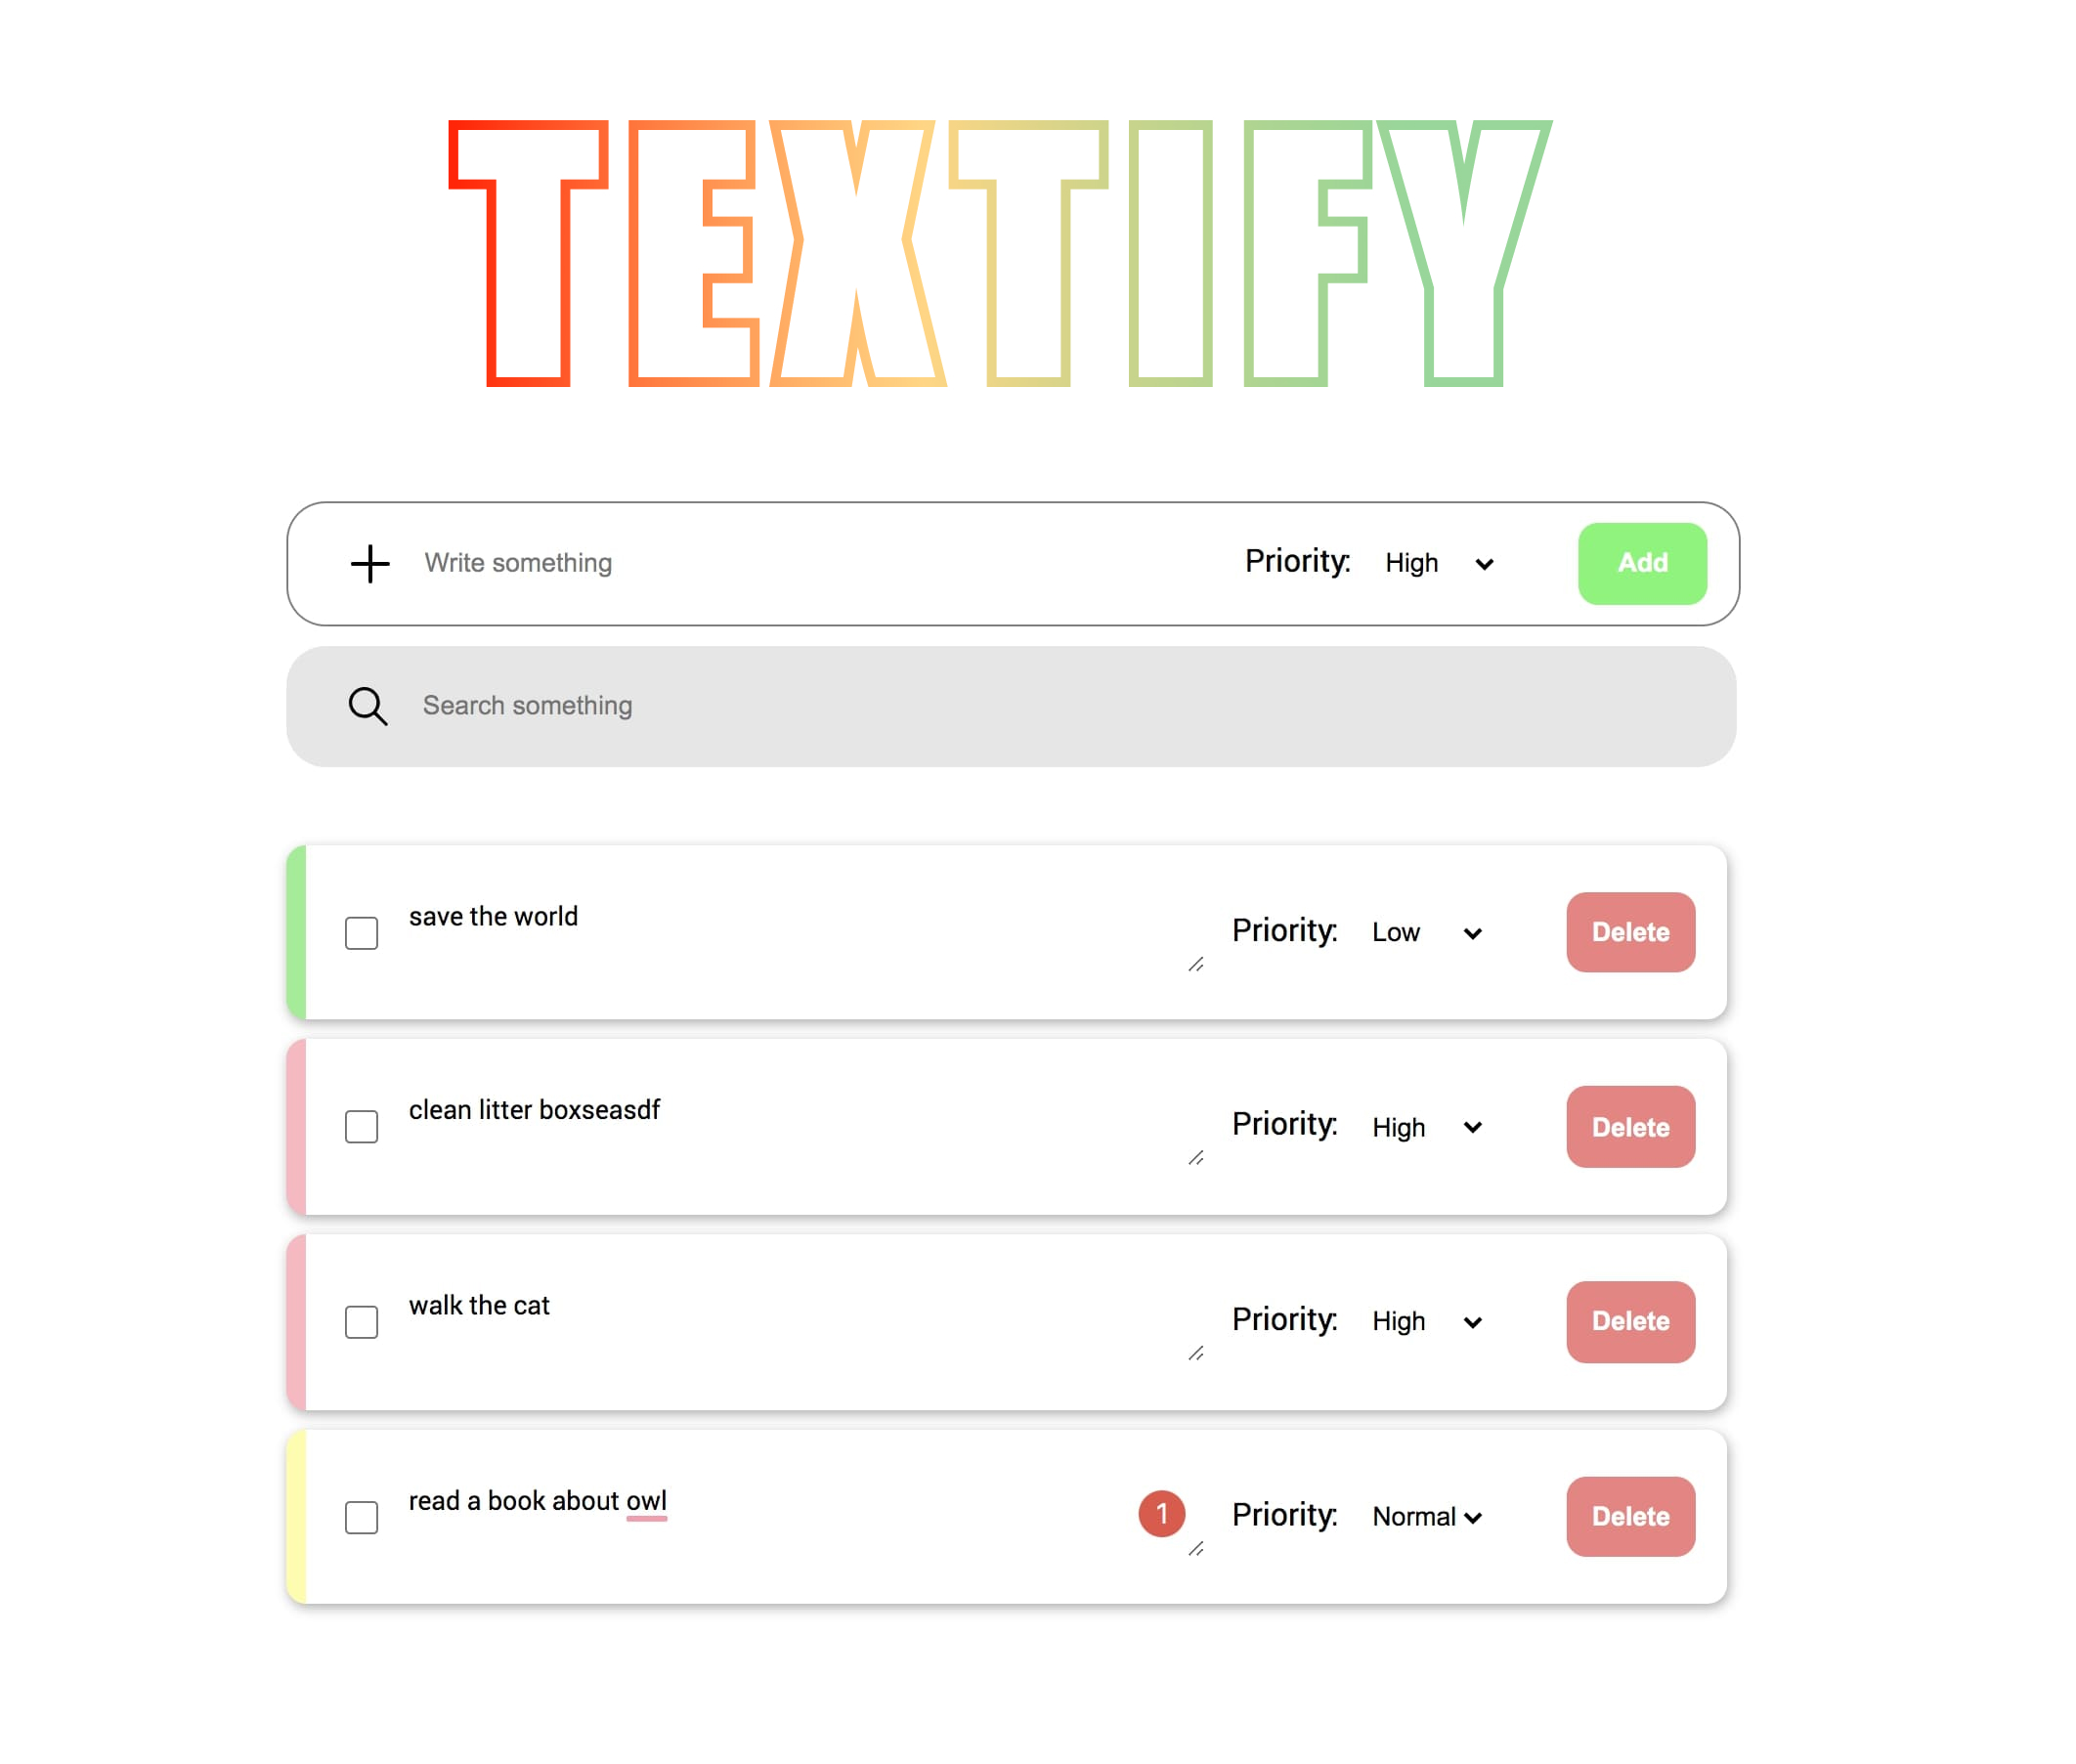 TEXTIFY
Write something Priority: High Add
Search something
save the world Priority: Low Delete
clean litter boxseasdf Priority: High Delete
walk the cat Priority: High Delete
read a book about owl 1 Priority: Normal Delete